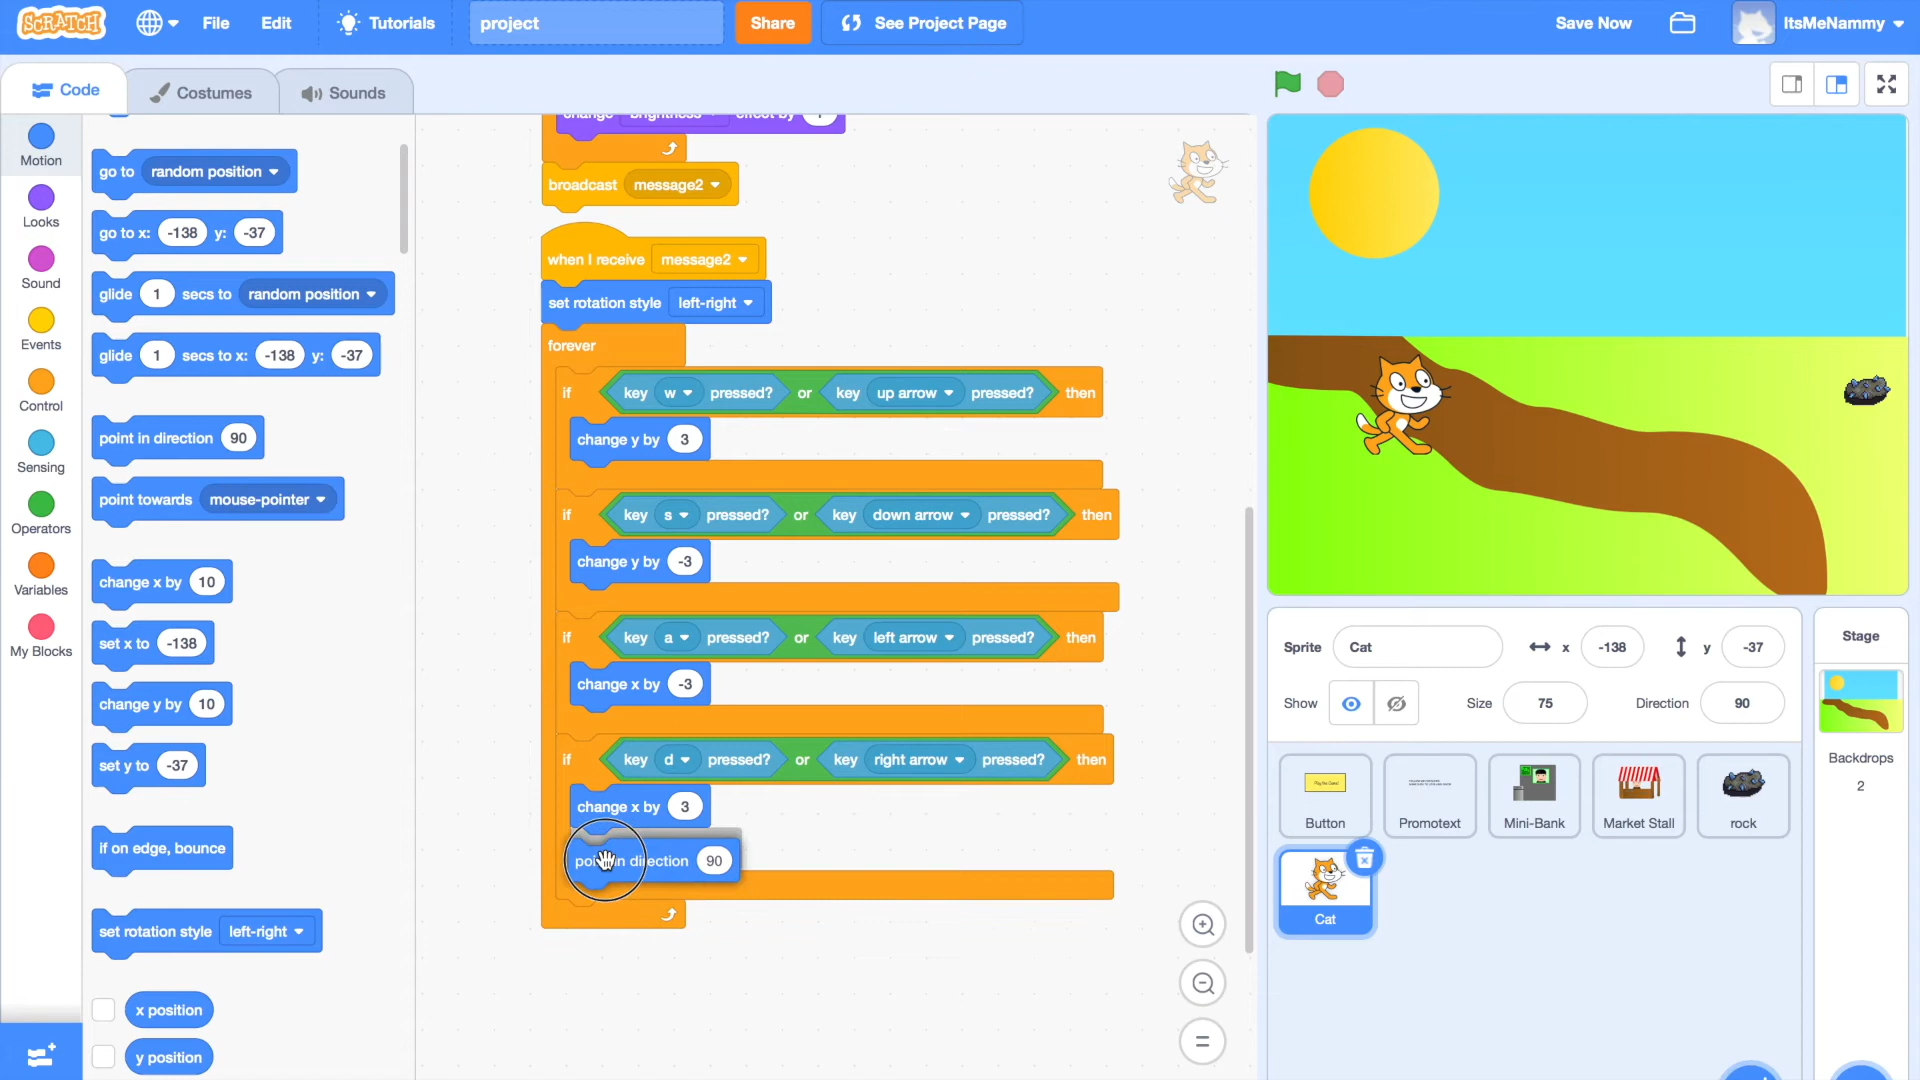 SCRATCH
File
Edit
Tutorials
project
Share
See Project Page
Save Now
ItsMeNammy
Code
Costumes
Sounds
Motion
Looks
Sound
Events
Control
Sensing
Operators
Variables
My Blocks
go to random position
go to x: -138 y: -37
glide 1 secs to random position
glide 1 secs to x: -138 y: -37
point in direction 90
point towards mouse-pointer
change x by 10
set x to -138
change y by 10
set y to -37
if on edge, bounce
set rotation style left-right
x position
y position
change brightness effect by
broadcast message2
when I receive message2
set rotation style left-right
forever
if key w pressed? or key up arrow pressed? then
change y by 3
if key s pressed? or key down arrow pressed? then
change y by -3
if key a pressed? or key left arrow pressed? then
change x by -3
if key d pressed? or key right arrow pressed? then
change x by 3
point in direction 90
Sprite Cat x -138 y -37
Show Size 75 Direction 90
Button
Promotext
Mini-Bank
Market Stall
rock
Cat
Stage
Backdrops
2